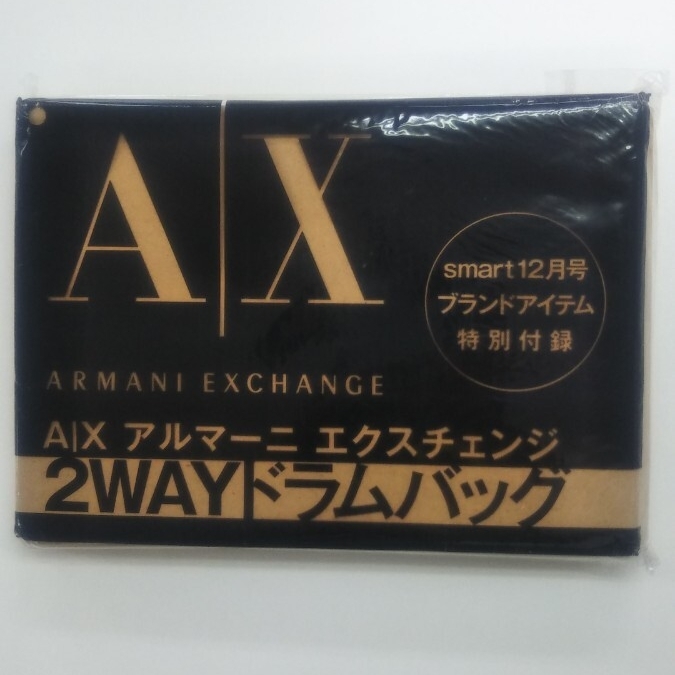 A|X
ARMANI EXCHANGE
smart12月号
ブランドアイテム
特別付録
A|X アルマーニ エクスチェンジ
2WAYドラムバッグ